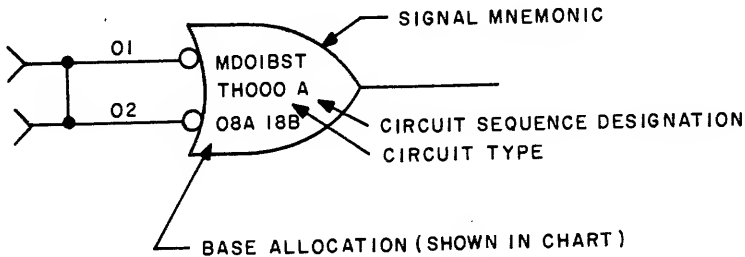 SIGNAL MNEMONIC
01
MD01BST
TH000 A
02
08A 18B
CIRCUIT SEQUENCE DESIGNATION
CIRCUIT TYPE
BASE ALLOCATION (SHOWN IN CHART)